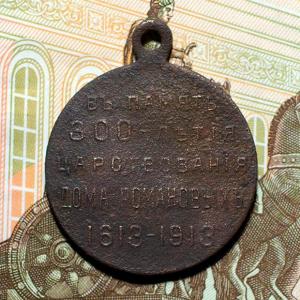 ВЪ ПАМЯТЬ
300-ЛѢТІЯ
ЦАРСТВОВАНІЯ
ДОМА РОМАНОВЫХЪ
1613-1913